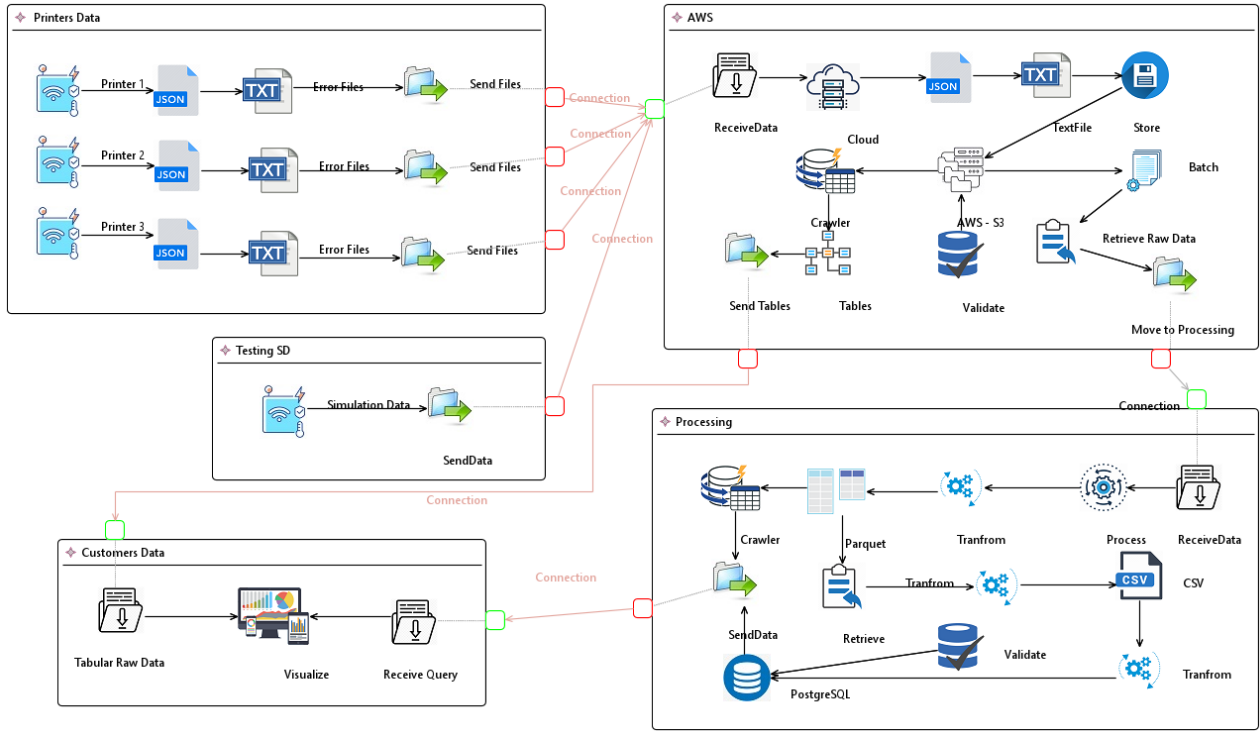 Printers Data
Printer 1
JSON
TXT
Error Files
Send Files
Printer 2
JSON
TXT
Error Files
Send Files
Printer 3
JSON
TXT
Error Files
Send Files
Connection
Connection
Connection
Connection
AWS
ReceiveData
Cloud
JSON
TXT
TextFile
Store
Crawler
AWS - S3
Batch
Retrieve Raw Data
Send Tables
Tables
Validate
Move to Processing
Testing SD
Simulation Data
SendData
Connection
Connection
Processing
Crawler
Parquet
Tranfrom
Process
ReceiveData
Tranfrom
CSV
CSV
SendData
Retrieve
Validate
Tranfrom
PostgreSQL
Connection
Customers Data
Tabular Raw Data
Visualize
Receive Query